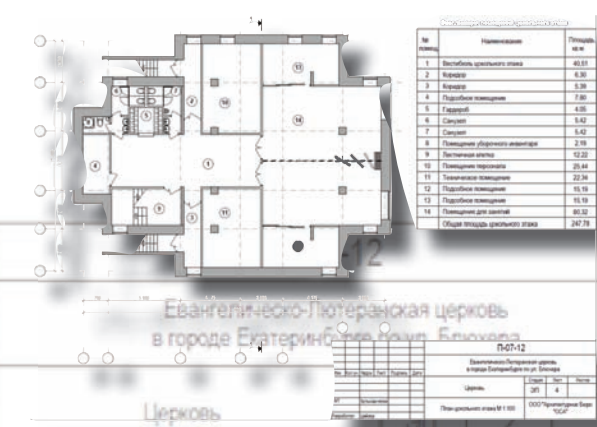 № помещ. Наименование Площадь, кв.м
1 Вестибюль цокольного этажа 40,51
2 Коридор 6,30
3 Коридор 5,39
4 Подсобное помещение 7,80
5 Гардероб 4,05
6 Санузел 5,42
7 Санузел 5,42
8 Помещение уборочного инвентаря 2,19
9 Лестничная клетка 12,22
10 Помещение персонала 25,44
11 Техническое помещение 22,34
12 Подсобное помещение 15,19
13 Подсобное помещение 15,19
14 Помещение для занятий 80,32
Общая площадь цокольного этажа 247,78
Евангелическо-Лютеранская церковь
в городе Екатеринбурге по ул. Блюхера
Церковь
П-07-12
Евангелическо-Лютеранская церковь
в городе Екатеринбурге по ул. Блюхера
Церковь
Стадия Лист Листов
ЭП 4
План цокольного этажа М 1:100
ООО "Архитектурное Бюро "ОСА"